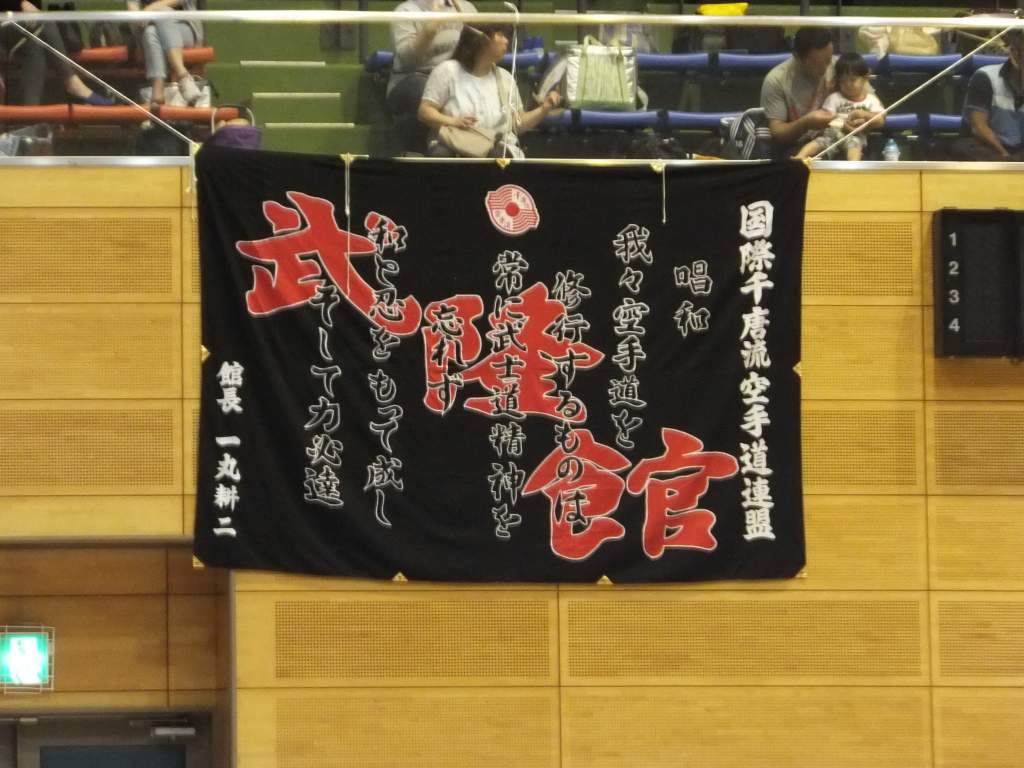 国際千唐流空手道連盟
唱和
我々空手道を
修行するものは
常に武士道精神を
忘れず
和と忍をもって成し
そして力必達
武隆館
館長 一丸耕二
1
2
3
4